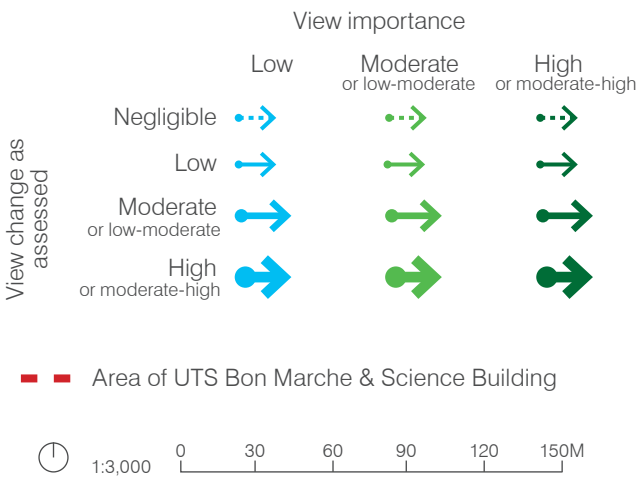 View importance
Low
Moderate
or low-moderate
High
or moderate-high
View change as
assessed
Negligible
Low
Moderate
or low-moderate
High
or moderate-high
Area of UTS Bon Marche & Science Building
1:3,000
0 30 60 90 120 150M